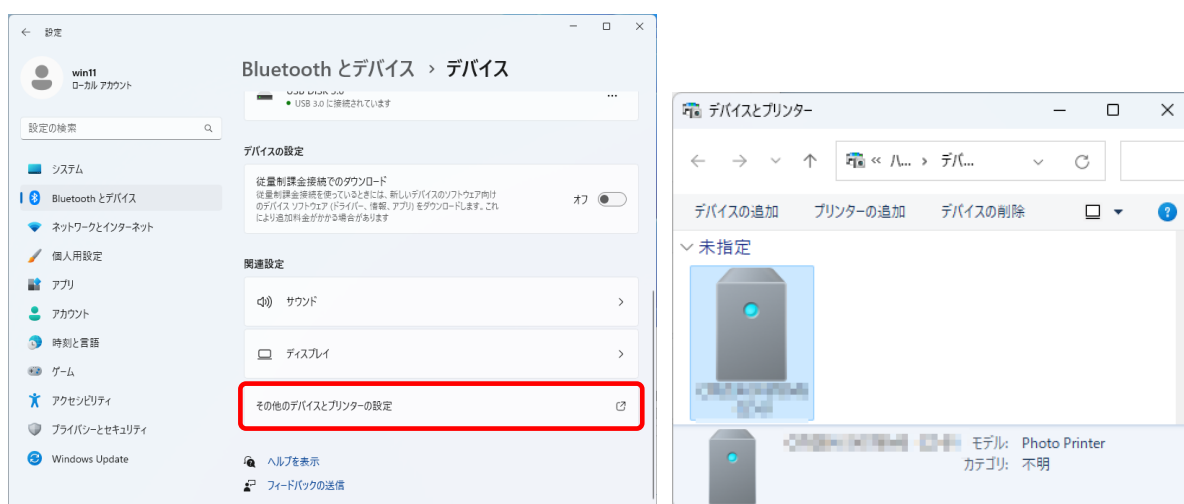 設定
win11
ローカル アカウント
設定の検索
システム
Bluetooth とデバイス
ネットワークとインターネット
個人用設定
アプリ
アカウント
時刻と言語
ゲーム
アクセシビリティ
プライバシーとセキュリティ
Windows Update
Bluetooth とデバイス › デバイス
USB DISK 3.0
USB 3.0 に接続されています
デバイスの設定
従量制課金接続でのダウンロード
従量制課金接続を使っているときには、新しいデバイスのソフトウェア向け
のデバイス ソフトウェア (ドライバー、情報、アプリ) をダウンロードします。これ
により追加料金がかかる場合があります
オフ
関連設定
サウンド
ディスプレイ
その他のデバイスとプリンターの設定
ヘルプを表示
フィードバックの送信
デバイスとプリンター
« ハ... › デバ...
デバイスの追加 プリンターの追加 デバイスの削除
未指定
モデル: Photo Printer
カテゴリ: 不明